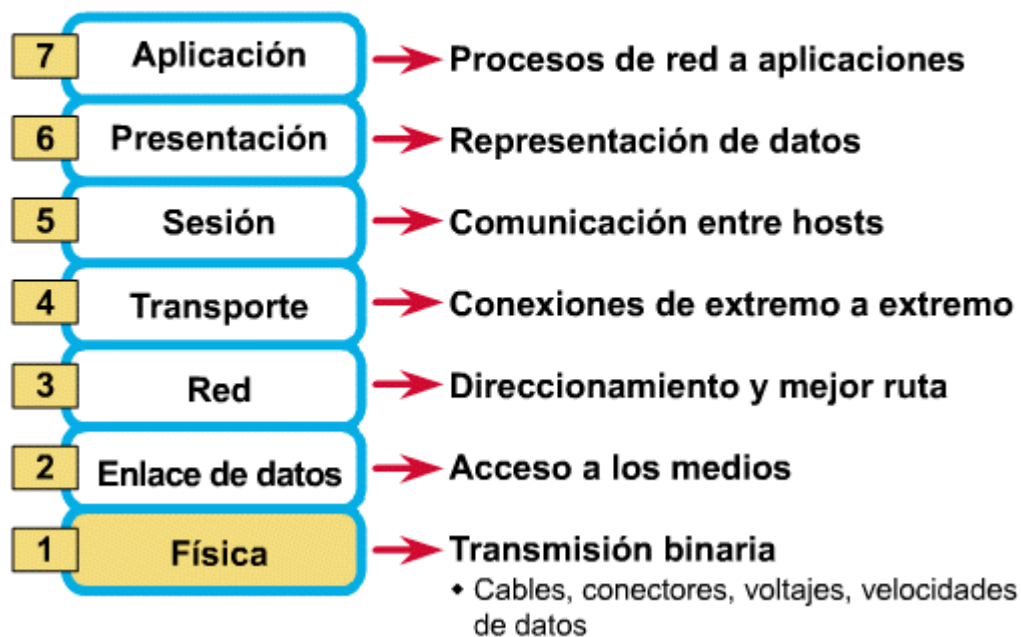 7 Aplicación Procesos de red a aplicaciones
6 Presentación Representación de datos
5 Sesión Comunicación entre hosts
4 Transporte Conexiones de extremo a extremo
3 Red Direccionamiento y mejor ruta
2 Enlace de datos Acceso a los medios
1 Física Transmisión binaria
◆ Cables, conectores, voltajes, velocidades
de datos